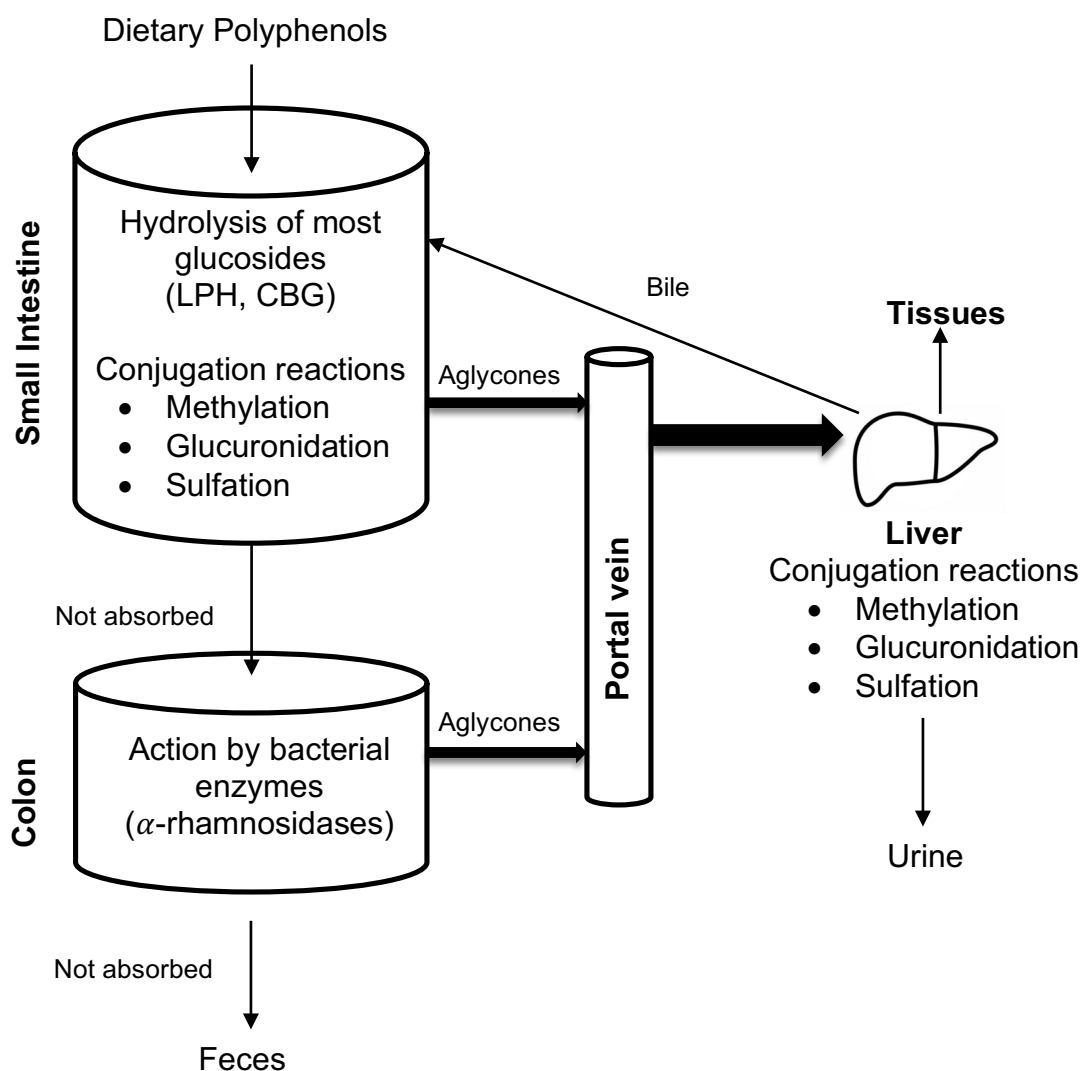 Dietary Polyphenols
Small Intestine
Hydrolysis of most
glucosides
(LPH, CBG)
Conjugation reactions
• Methylation
• Glucuronidation
• Sulfation
Aglycones
Bile
Tissues
Portal vein
Liver
Conjugation reactions
• Methylation
• Glucuronidation
• Sulfation
Urine
Not absorbed
Colon
Action by bacterial
enzymes
(𝛼-rhamnosidases)
Aglycones
Not absorbed
Feces